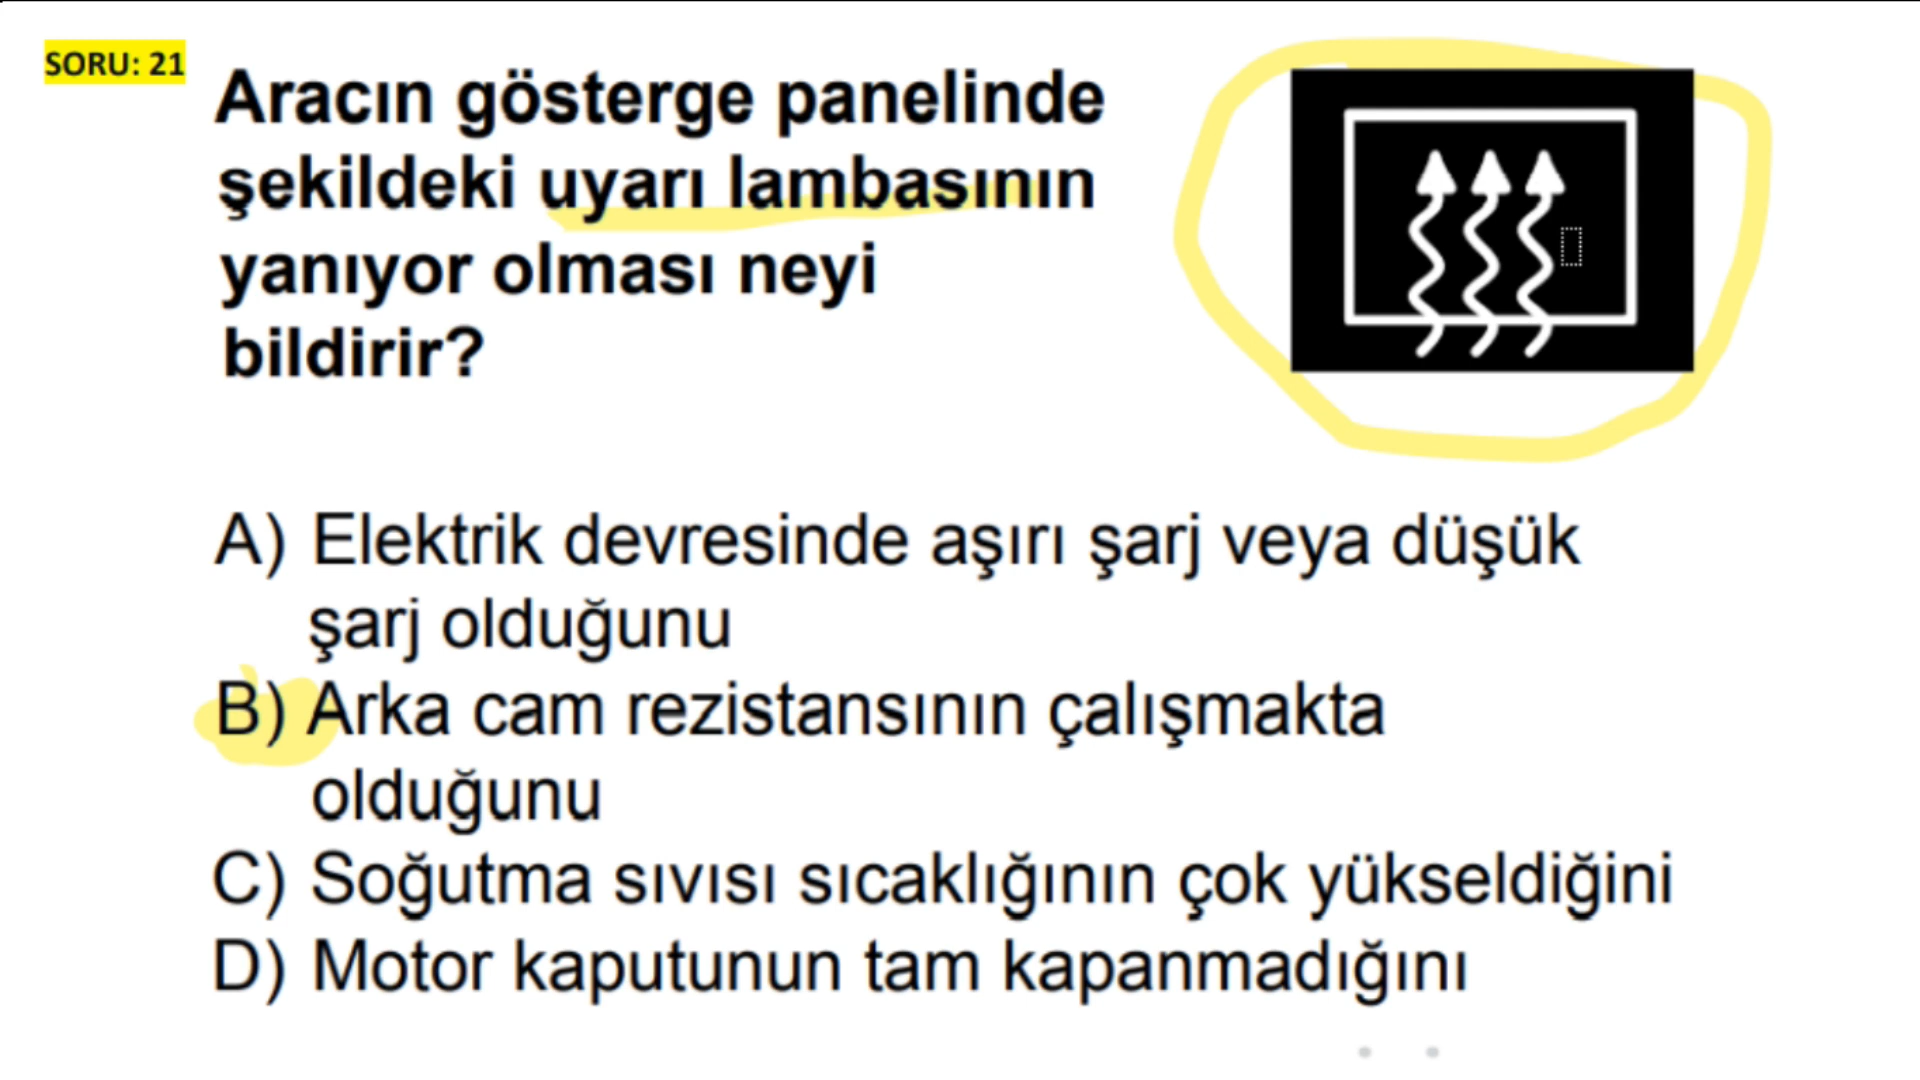 SORU: 21
Aracın gösterge panelinde
şekildeki uyarı lambasının
yanıyor olması neyi
bildirir?
A) Elektrik devresinde aşırı şarj veya düşük
şarj olduğunu
B) Arka cam rezistansının çalışmakta
olduğunu
C) Soğutma sıvısı sıcaklığının çok yükseldiğini
D) Motor kaputunun tam kapanmadığını